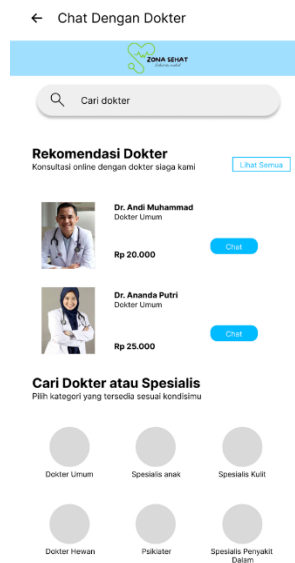 Chat Dengan Dokter
ZONA SEHAT
Cari dokter
Rekomendasi Dokter
Konsultasi online dengan dokter siaga kami
Lihat Semua
Dr. Andi Muhammad
Dokter Umum
Rp 20.000
Chat
Dr. Ananda Putri
Dokter Umum
Rp 25.000
Chat
Cari Dokter atau Spesialis
Pilih kategori yang tersedia sesuai kondisimu
Dokter Umum
Spesialis anak
Spesialis Kulit
Dokter Hewan
Psikiater
Spesialis Penyakit
Dalam